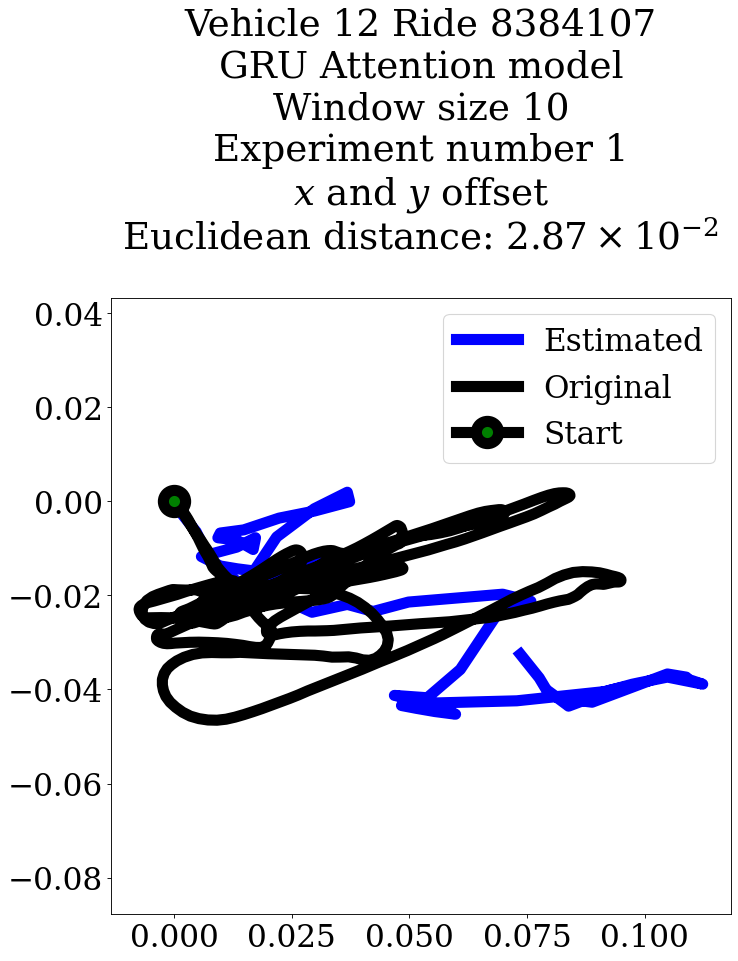 Vehicle 12 Ride 8384107
GRU Attention model
Window size 10
Experiment number 1
x and y offset
Euclidean distance: 2.87 × 10⁻²
Estimated
Original
Start
0.04
0.02
0.00
−0.02
−0.04
−0.06
−0.08
0.000 0.025 0.050 0.075 0.100